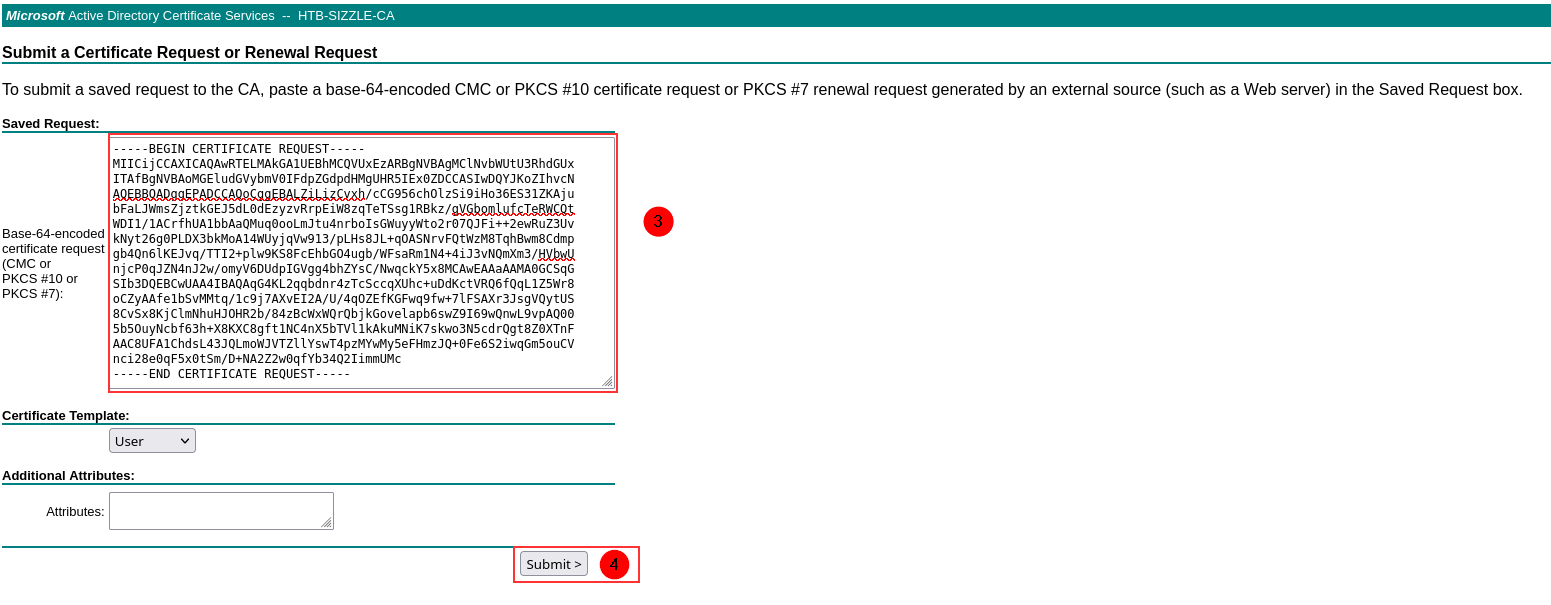 Microsoft Active Directory Certificate Services -- HTB-SIZZLE-CA
Submit a Certificate Request or Renewal Request
To submit a saved request to the CA, paste a base-64-encoded CMC or PKCS #10 certificate request or PKCS #7 renewal request generated by an external source (such as a Web server) in the Saved Request box.
Saved Request:
-----BEGIN CERTIFICATE REQUEST-----
MIICijCCAXICAQAwRTELMAkGA1UEBhMCQVUxEzARBgNVBAgMClNvbWUtU3RhdGUx
ITAfBgNVBAoMGEludGVybmV0IFdpZGdpdHMgUHR5IEx0ZDCCASIwDQYJKoZIhvcN
AQEBBQADggEPADCCAQoCggEBALZiLizCvxh/cCG956chOlzSi9iHo36ES31ZKAju
bFaLJWmsZjztkGEJ5dL0dEzyzvRrpEiW8zqTeTSsg1RBkz/gVGbomlufcTeRWCQt
WDI1/1ACrfhUA1bbAaQMuq0ooLmJtu4nrboIsGWuyyWto2r07QJFi++2ewRuZ3Uv
kNyt26g0PLDX3bkMoA14WUyjqVw913/pLHs8JL+qOASNrvFQtWzM8TqhBwm8Cdmp
gb4Qn6lKEJvq/TTI2+plw9KS8FcEhbGO4ugb/WFsaRm1N4+4iJ3vNQmXm3/HVbwU
njcP0qJZN4nJ2w/omyV6DUdpIGVgg4bhZYsC/NwqckY5x8MCAwEAAaAAMA0GCSqG
SIb3DQEBCwUAA4IBAQAqG4KL2qqbdnr4zTcSccqXUhc+uDdKctVRQ6fQqL1Z5Wr8
oCZyAAfe1bSvMMtq/1c9j7AXvEI2A/U/4qOZEfKGFwq9fw+7lFSAXr3JsgVQytUS
8CvSx8KjClmNhuHJOHR2b/84zBcWxWQrQbjkGovelapb6swZ9I69wQnwL9vpAQ00
5b5OuyNcbf63h+X8KXC8gft1NC4nX5bTVl1kAkuMNiK7skwo3N5cdrQgt8Z0XTnF
AAC8UFA1ChdsL43JQLmoWJVTZllYswT4pzMYwMy5eFHmzJQ+0Fe6S2iwqGm5ouCV
nci28e0qF5x0tSm/D+NA2Z2w0qfYb34Q2IimmUMc
-----END CERTIFICATE REQUEST-----
3
Base-64-encoded
certificate request
(CMC or
PKCS #10 or
PKCS #7):
Certificate Template:
User
Additional Attributes:
Attributes:
Submit >
4